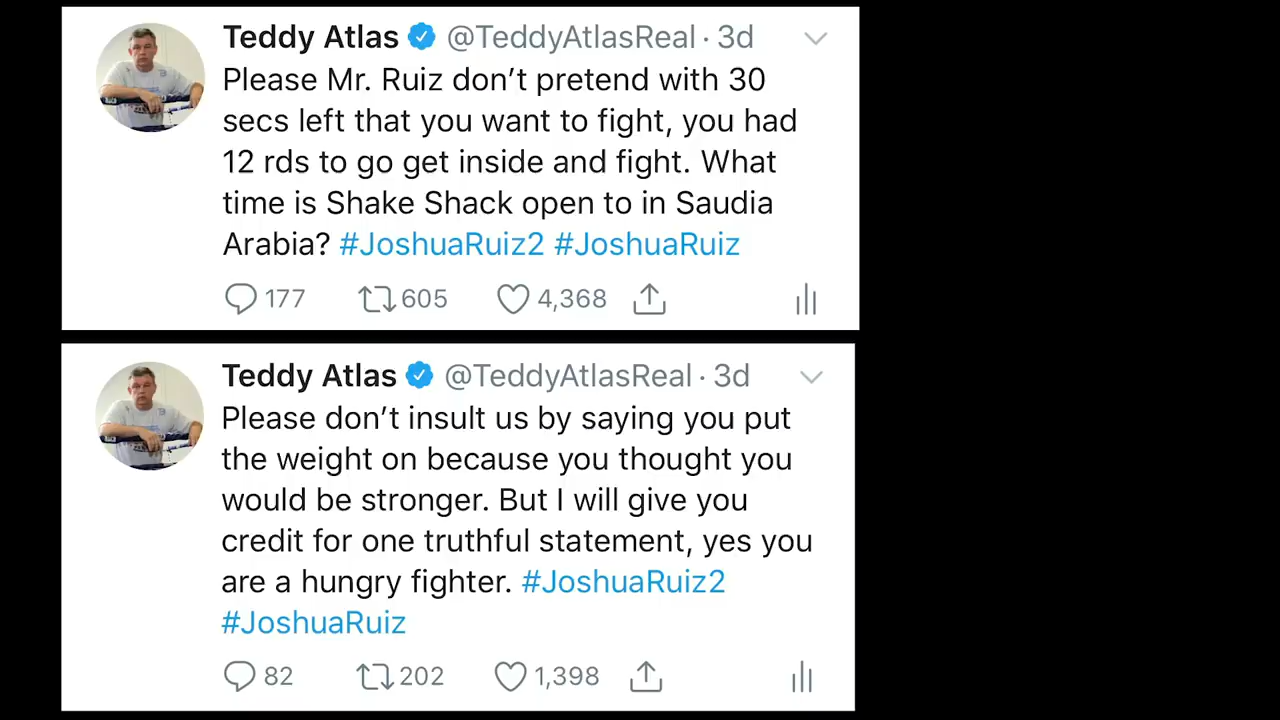 Teddy Atlas @TeddyAtlasReal · 3d
Please Mr. Ruiz don’t pretend with 30
secs left that you want to fight, you had
12 rds to go get inside and fight. What
time is Shake Shack open to in Saudia
Arabia? #JoshuaRuiz2 #JoshuaRuiz
177 605 4,368
Teddy Atlas @TeddyAtlasReal · 3d
Please don’t insult us by saying you put
the weight on because you thought you
would be stronger. But I will give you
credit for one truthful statement, yes you
are a hungry fighter. #JoshuaRuiz2
#JoshuaRuiz
82 202 1,398